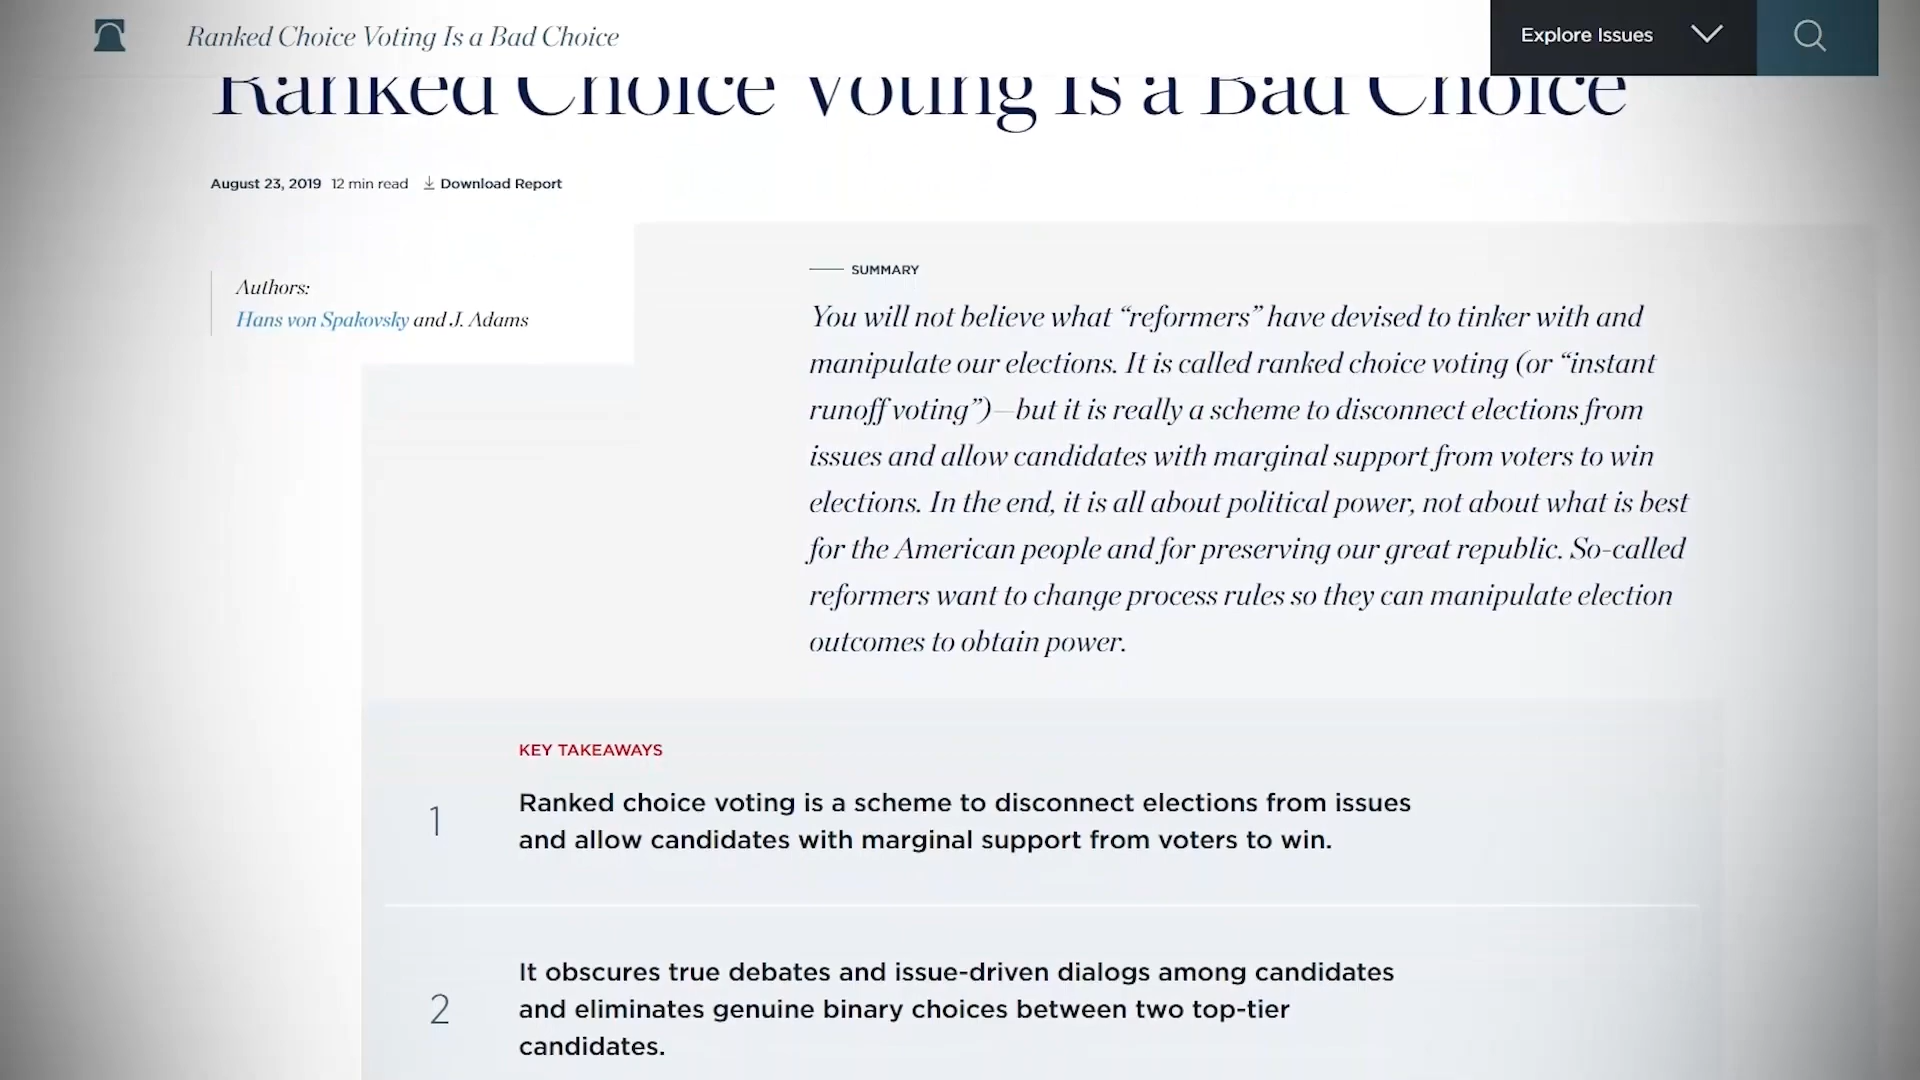 Ranked Choice Voting Is a Bad Choice
Explore Issues
Ranked Choice Voting Is a Bad Choice
August 23, 2019 12 min read Download Report
Authors:
Hans von Spakovsky and J. Adams
SUMMARY
You will not believe what “reformers” have devised to tinker with and
manipulate our elections. It is called ranked choice voting (or “instant
runoff voting”)—but it is really a scheme to disconnect elections from
issues and allow candidates with marginal support from voters to win
elections. In the end, it is all about political power, not about what is best
for the American people and for preserving our great republic. So-called
reformers want to change process rules so they can manipulate election
outcomes to obtain power.
KEY TAKEAWAYS
1
Ranked choice voting is a scheme to disconnect elections from issues
and allow candidates with marginal support from voters to win.
2
It obscures true debates and issue-driven dialogs among candidates
and eliminates genuine binary choices between two top-tier
candidates.